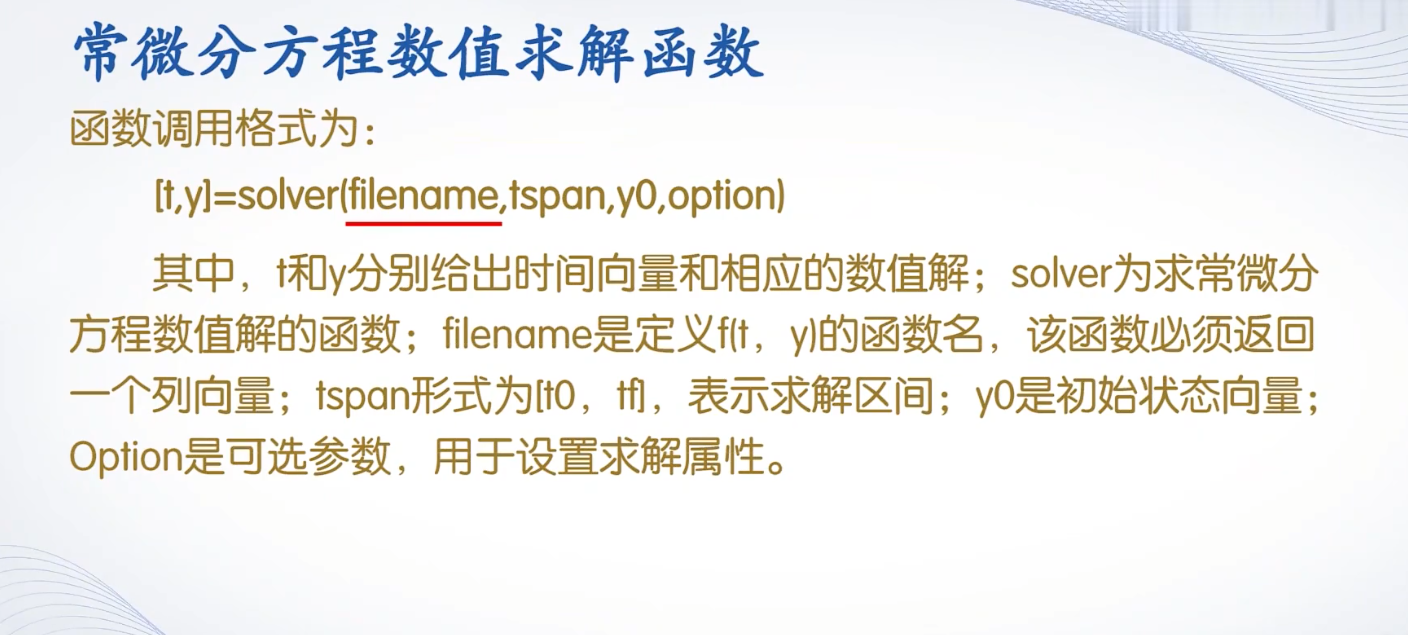 常微分方程数值求解函数
函数调用格式为：
[t,y]=solver(filename,tspan,y0,option)
其中，t和y分别给出时间向量和相应的数值解；solver为求常微分
方程数值解的函数；filename是定义f(t，y)的函数名，该函数必须返回
一个列向量；tspan形式为[t0，tf]，表示求解区间；y0是初始状态向量；
Option是可选参数，用于设置求解属性。